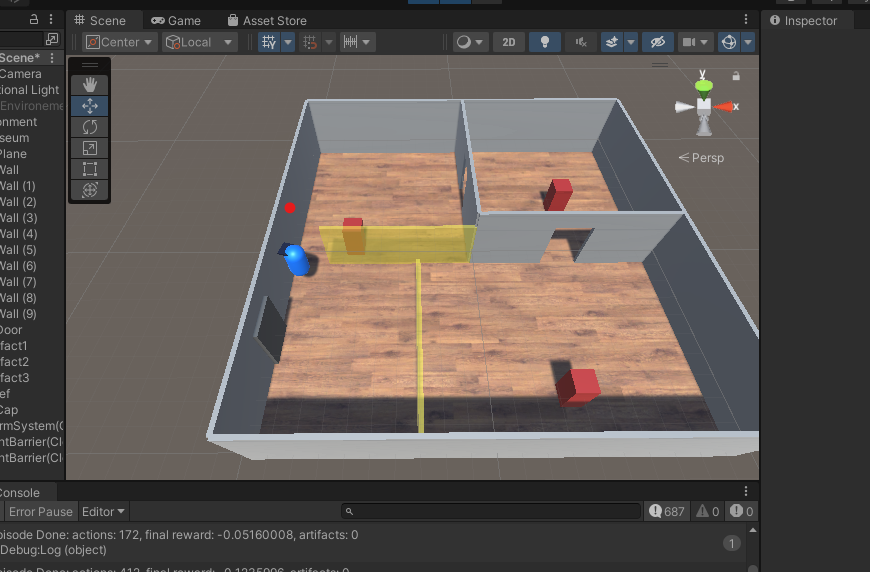 Scene
Game
Asset Store
Inspector
Center
Local
2D
Scene*
Camera
tional Light
Environeme
onment
seum
Plane
Wall
Wall (1)
Wall (2)
Wall (3)
Wall (4)
Wall (5)
Wall (6)
Wall (7)
Wall (8)
Wall (9)
Door
fact1
fact2
fact3
ef
Cap
rmSystem(C
ntBarrier(Cl
ntBarrier(Cl
y
x
Persp
Console
Error Pause
Editor
687
0
0
pisode Done: actions: 172, final reward: -0.05160008, artifacts: 0
Debug:Log (object)
1